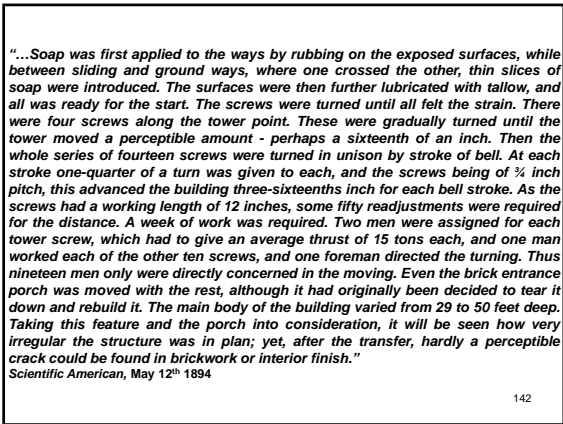 “…Soap was first applied to the ways by rubbing on the exposed surfaces, while
between sliding and ground ways, where one crossed the other, thin slices of
soap were introduced. The surfaces were then further lubricated with tallow, and
all was ready for the start. The screws were turned until all felt the strain. There
were four screws along the tower point. These were gradually turned until the
tower moved a perceptible amount - perhaps a sixteenth of an inch. Then the
whole series of fourteen screws were turned in unison by stroke of bell. At each
stroke one-quarter of a turn was given to each, and the screws being of ¾ inch
pitch, this advanced the building three-sixteenths inch for each bell stroke. As the
screws had a working length of 12 inches, some fifty readjustments were required
for the distance. A week of work was required. Two men were assigned for each
tower screw, which had to give an average thrust of 15 tons each, and one man
worked each of the other ten screws, and one foreman directed the turning. Thus
nineteen men only were directly concerned in the moving. Even the brick entrance
porch was moved with the rest, although it had originally been decided to tear it
down and rebuild it. The main body of the building varied from 29 to 50 feet deep.
Taking this feature and the porch into consideration, it will be seen how very
irregular the structure was in plan; yet, after the transfer, hardly a perceptible
crack could be found in brickwork or interior finish.”
Scientific American, May 12th 1894
142